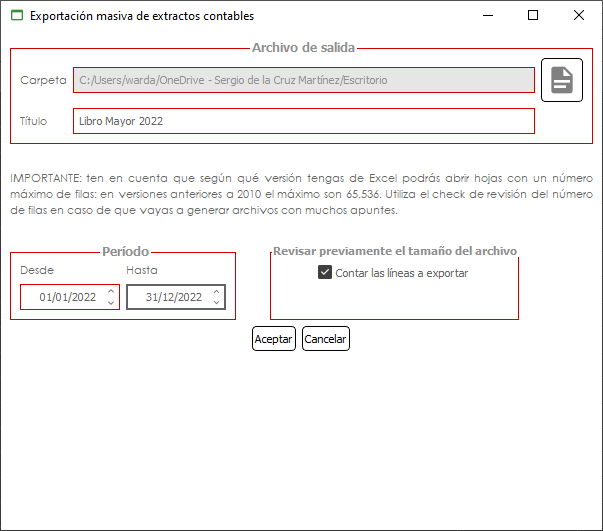 Exportación masiva de extractos contables
Archivo de salida
Carpeta C:/Users/warda/OneDrive - Sergio de la Cruz Martínez/Escritorio
Título Libro Mayor 2022
IMPORTANTE: ten en cuenta que según qué versión tengas de Excel podrás abrir hojas con un número
máximo de filas: en versiones anteriores a 2010 el máximo son 65.536. Utiliza el check de revisión del número
de filas en caso de que vayas a generar archivos con muchos apuntes.
Período
Desde Hasta
01/01/2022 31/12/2022
Revisar previamente el tamaño del archivo
Contar las líneas a exportar
Aceptar Cancelar